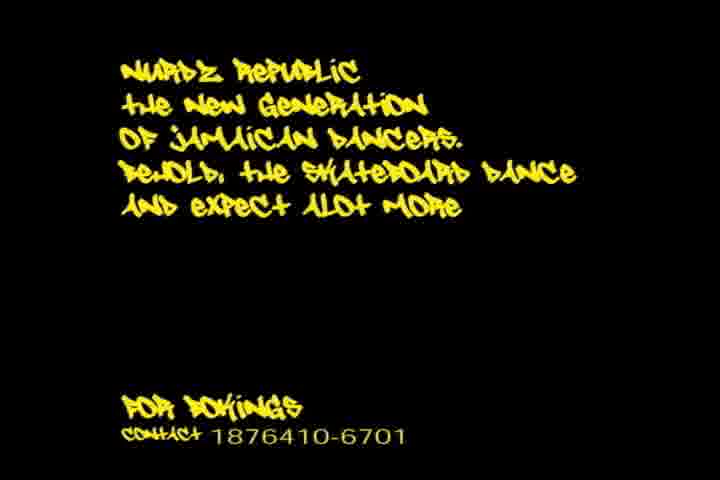 NURDZ REPUBLIC
THE NEW GENERATION
OF JAMAICAN DANCERS.
BEHOLD, THE SKATEBOARD DANCE
AND EXPECT ALOT MORE
FOR BOKINGS
CONTACT 1876410-6701